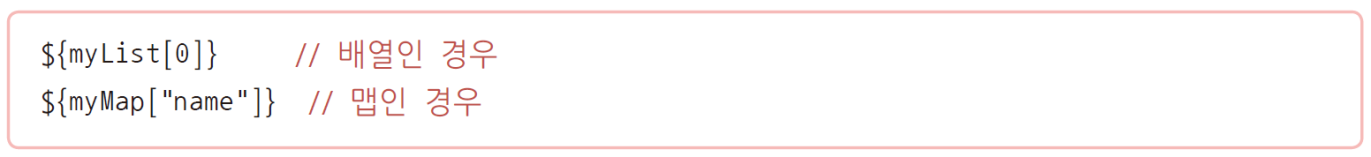 ${myList[0]} // 배열인 경우
${myMap["name"]} // 맵인 경우